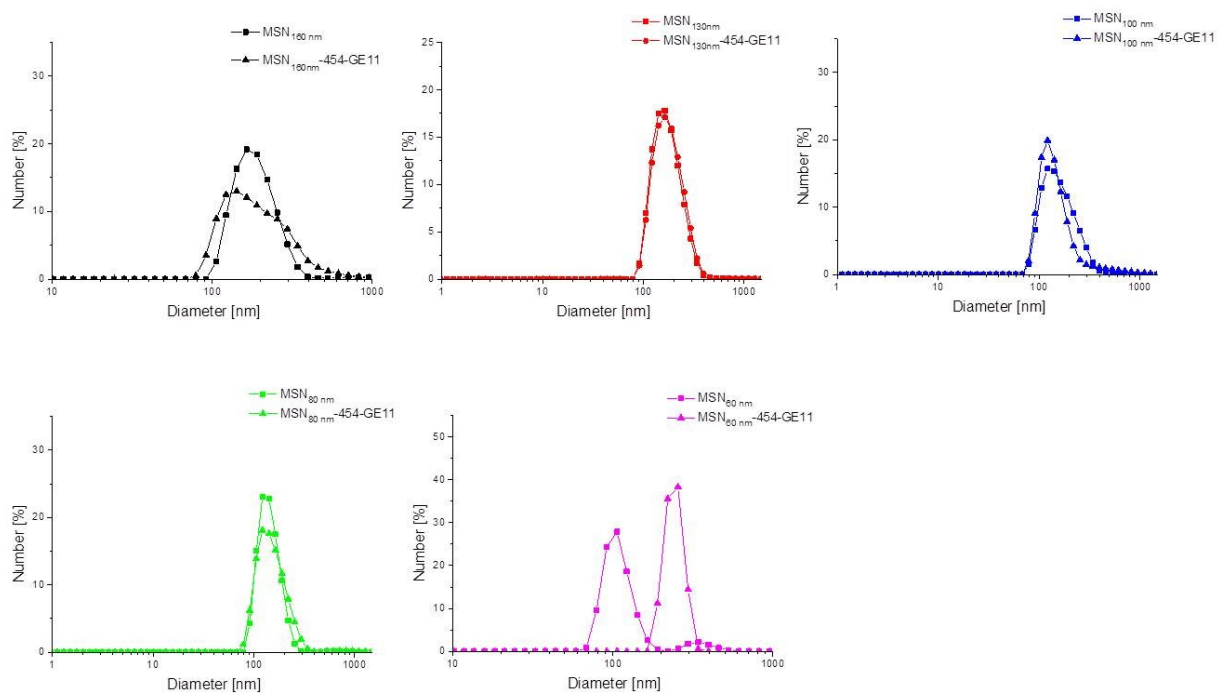 MSN160 nm
MSN160nm-454-GE11
Number [%]
30
20
10
0
10
100
1000
Diameter [nm]
MSN130nm
MSN130nm-454-GE11
Number [%]
25
20
15
10
5
0
1
10
100
1000
Diameter [nm]
MSN100 nm
MSN100 nm-454-GE11
Number [%]
30
20
10
0
1
10
100
1000
Diameter [nm]
MSN80 nm
MSN80 nm-454-GE11
Number [%]
30
20
10
0
1
10
100
1000
Diameter [nm]
MSN60 nm
MSN60 nm-454-GE11
Number [%]
50
40
30
20
10
0
10
100
1000
Diameter [nm]